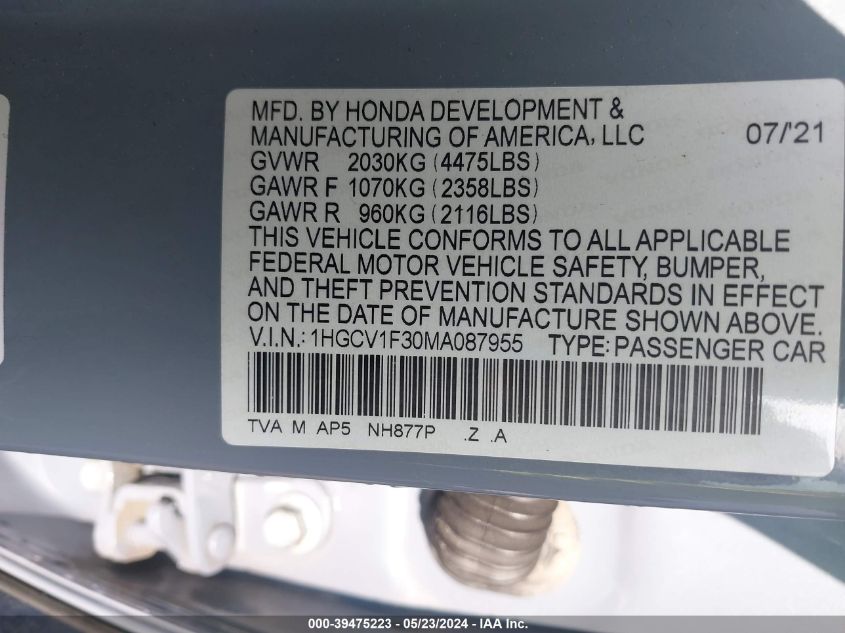 MFD. BY HONDA DEVELOPMENT &
MANUFACTURING OF AMERICA, LLC 07/'21
GVWR 2030KG (4475LBS)
GAWR F 1070KG (2358LBS)
GAWR R 960KG (2116LBS)
THIS VEHICLE CONFORMS TO ALL APPLICABLE
FEDERAL MOTOR VEHICLE SAFETY, BUMPER,
AND THEFT PREVENTION STANDARDS IN EFFECT
ON THE DATE OF MANUFACTURE SHOWN ABOVE.
V.I.N.: 1HGCV1F30MA087955 TYPE: PASSENGER CAR
TVA M AP5 NH877P .Z .A
000-39475223 - 05/23/2024 - IAA Inc.